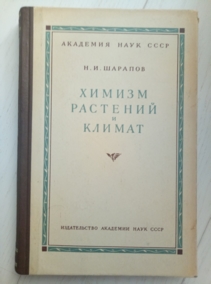 АКАДЕМИЯ НАУК СССР
Н.И. ШАРАПОВ
ХИМИЗМ
РАСТЕНИЙ
И
КЛИМАТ
ИЗДАТЕЛЬСТВО АКАДЕМИИ НАУК СССР